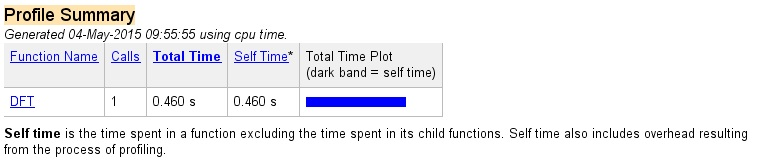 Profile Summary
Generated 04-May-2015 09:55:55 using cpu time.
Function Name Calls Total Time Self Time* Total Time Plot
(dark band = self time)
DFT 1 0.460 s 0.460 s
Self time is the time spent in a function excluding the time spent in its child functions. Self time also includes overhead resulting
from the process of profiling.